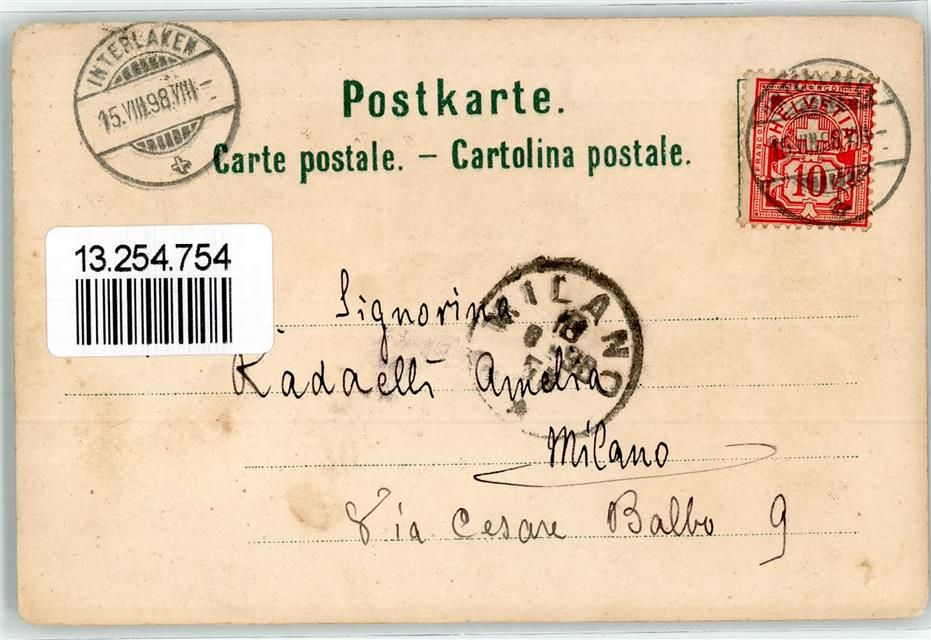 INTERLAKEN
15.VIII.98.VIII
Postkarte.
Carte postale. – Cartolina postale.
HELVETIA
FRANCO
10
13.254.754
MILANO
Signorina
Radaelli Amelia
Milano
Via Cesare Balbo 9